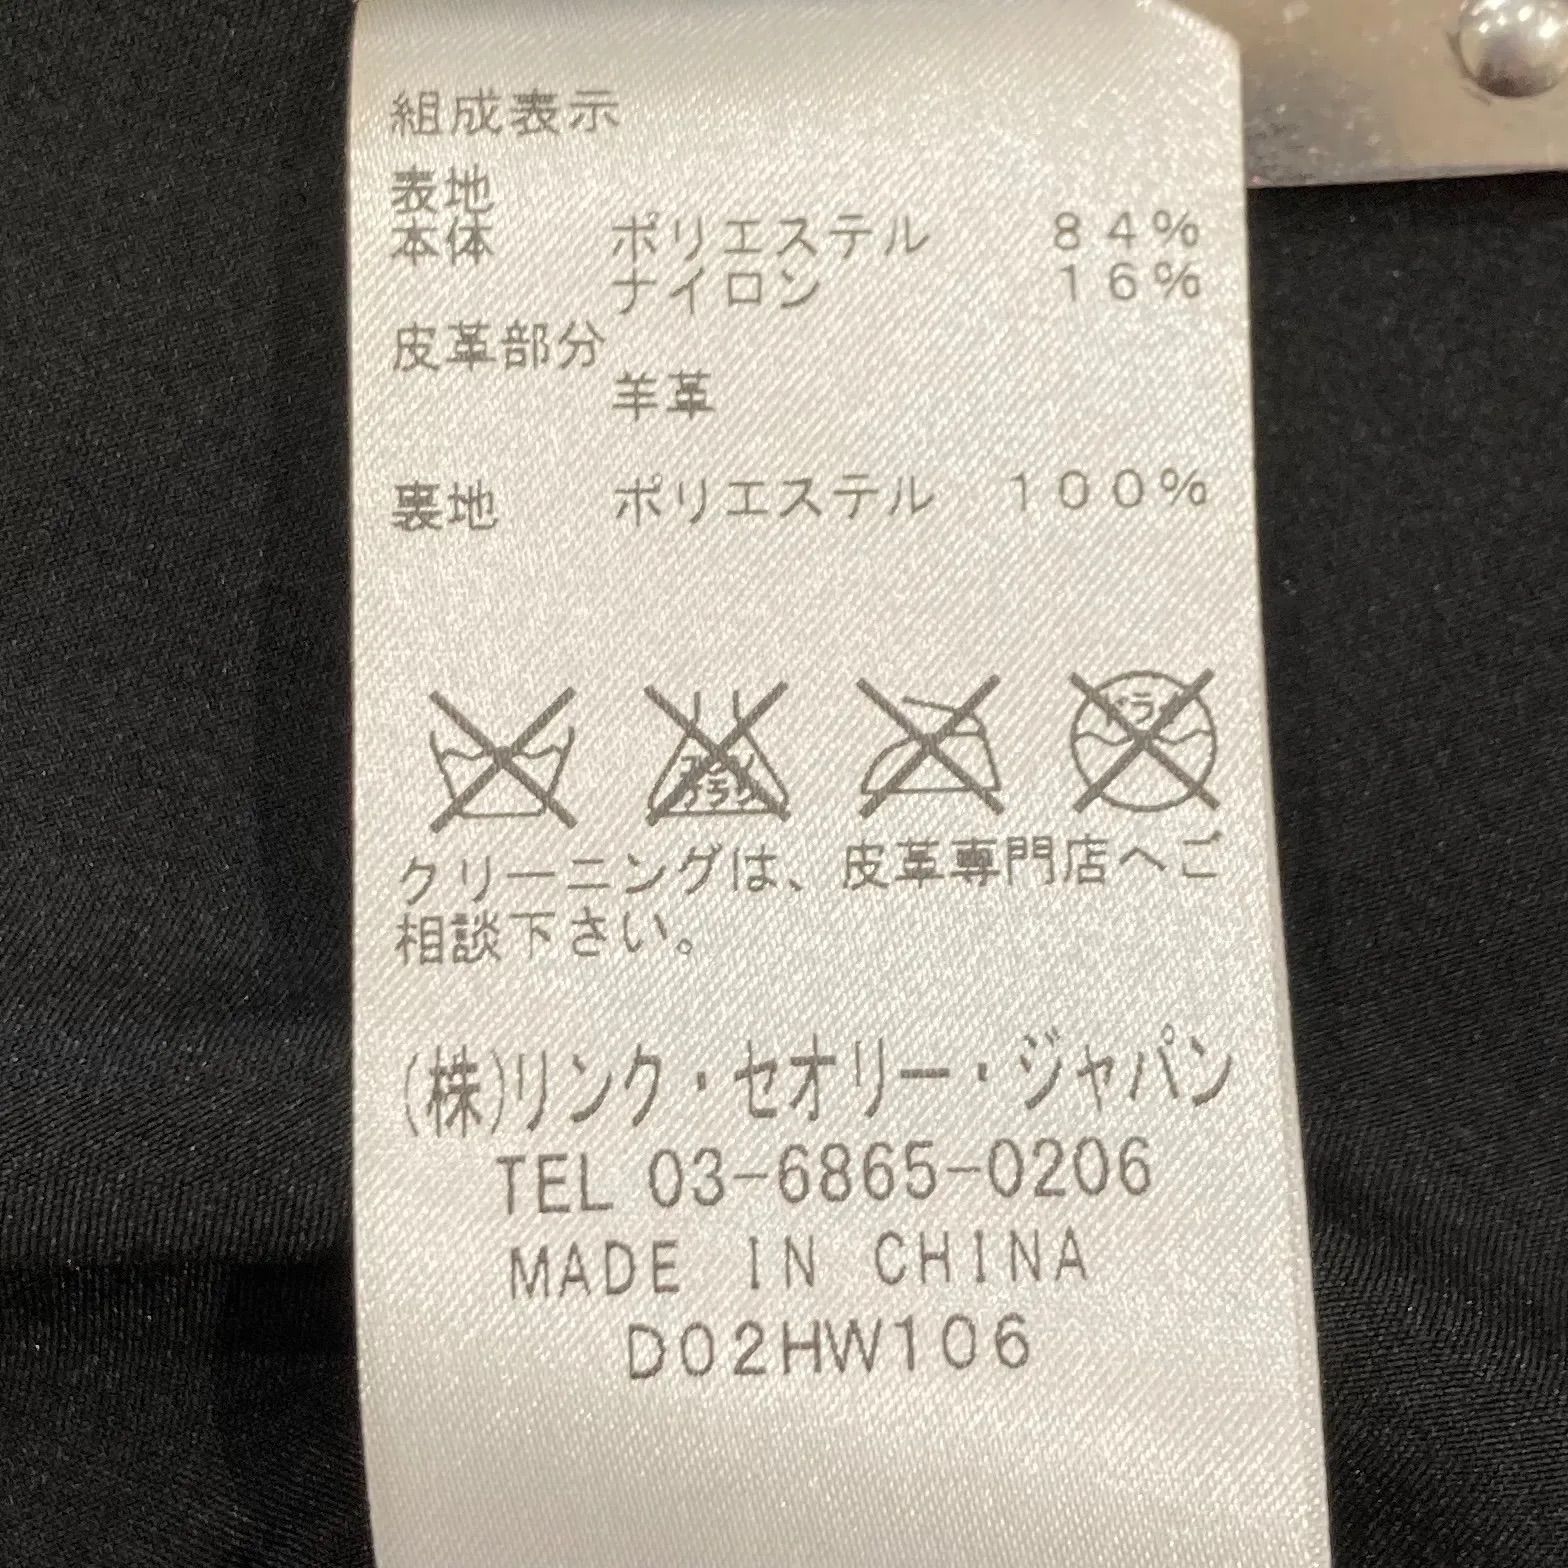 組成表示
表地
本体 ポリエステル 84%
ナイロン 16%
皮革部分
羊革
裏地 ポリエステル 100%
ドライ
クリーニングは、皮革専門店へご
相談下さい。
(株)リンク・セオリー・ジャパン
TEL 03-6865-0206
MADE IN CHINA
D02HW106